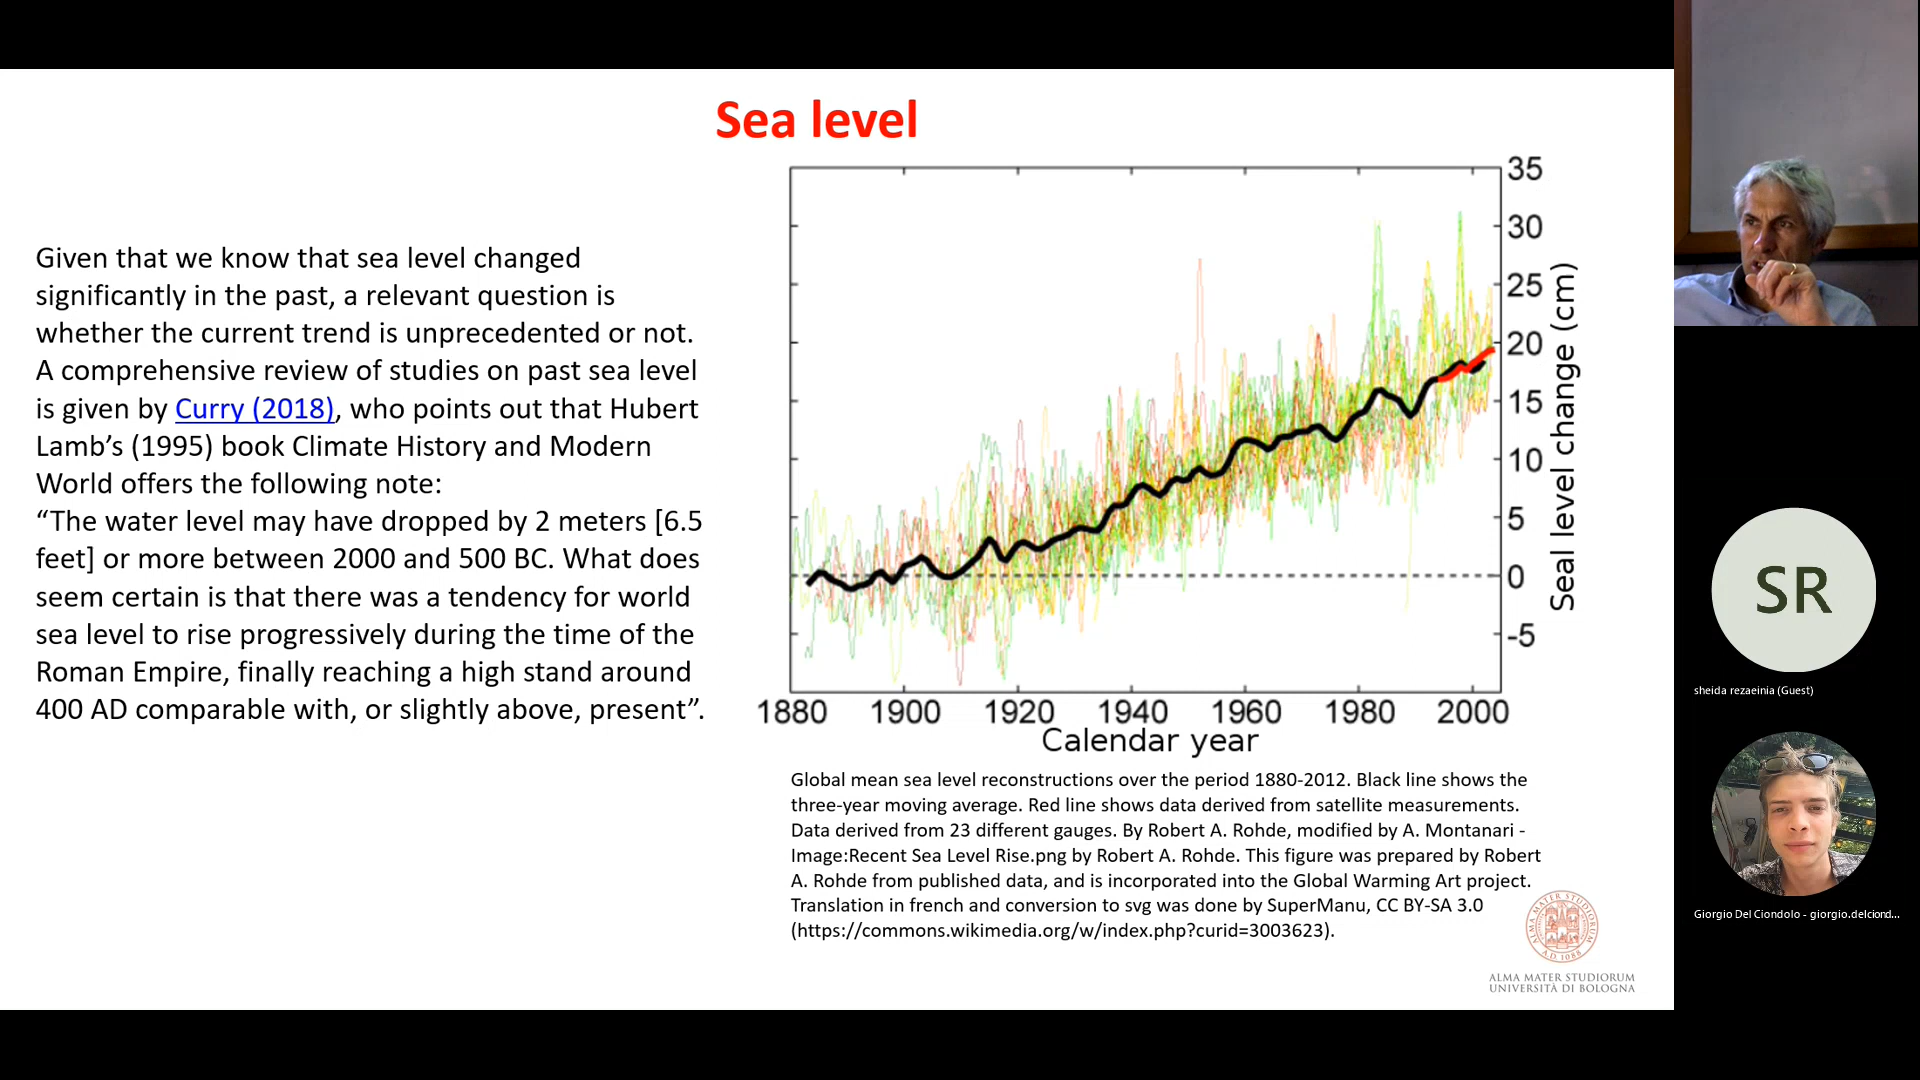 Sea level
Given that we know that sea level changed
significantly in the past, a relevant question is
whether the current trend is unprecedented or not.
A comprehensive review of studies on past sea level
is given by Curry (2018), who points out that Hubert
Lamb’s (1995) book Climate History and Modern
World offers the following note:
“The water level may have dropped by 2 meters [6.5
feet] or more between 2000 and 500 BC. What does
seem certain is that there was a tendency for world
sea level to rise progressively during the time of the
Roman Empire, finally reaching a high stand around
400 AD comparable with, or slightly above, present”.
35
30
25
20
15
10
5
0
-5
Seal level change (cm)
1880 1900 1920 1940 1960 1980 2000
Calendar year
Global mean sea level reconstructions over the period 1880-2012. Black line shows the
three-year moving average. Red line shows data derived from satellite measurements.
Data derived from 23 different gauges. By Robert A. Rohde, modified by A. Montanari -
Image:Recent Sea Level Rise.png by Robert A. Rohde. This figure was prepared by Robert
A. Rohde from published data, and is incorporated into the Global Warming Art project.
Translation in french and conversion to svg was done by SuperManu, CC BY-SA 3.0
(https://commons.wikimedia.org/w/index.php?curid=3003623).
ALMA MATER STUDIORUM
A.D. 1088
ALMA MATER STUDIORUM
UNIVERSITÀ DI BOLOGNA
SR
sheida rezaeinia (Guest)
Giorgio Del Ciondolo - giorgio.delciond...